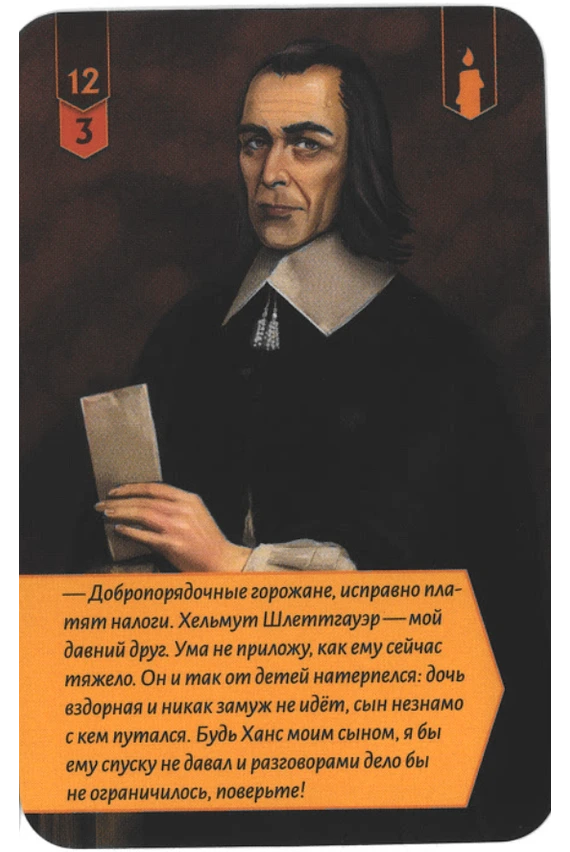 12
3
— Добропорядочные горожане, исправно пла-
тят налоги. Хельмут Шлеттгауэр — мой
давний друг. Ума не приложу, как ему сейчас
тяжело. Он и так от детей натерпелся: дочь
вздорная и никак замуж не идёт, сын незнамо
с кем путался. Будь Ханс моим сыном, я бы
ему спуску не давал и разговорами дело бы
не ограничилось, поверьте!